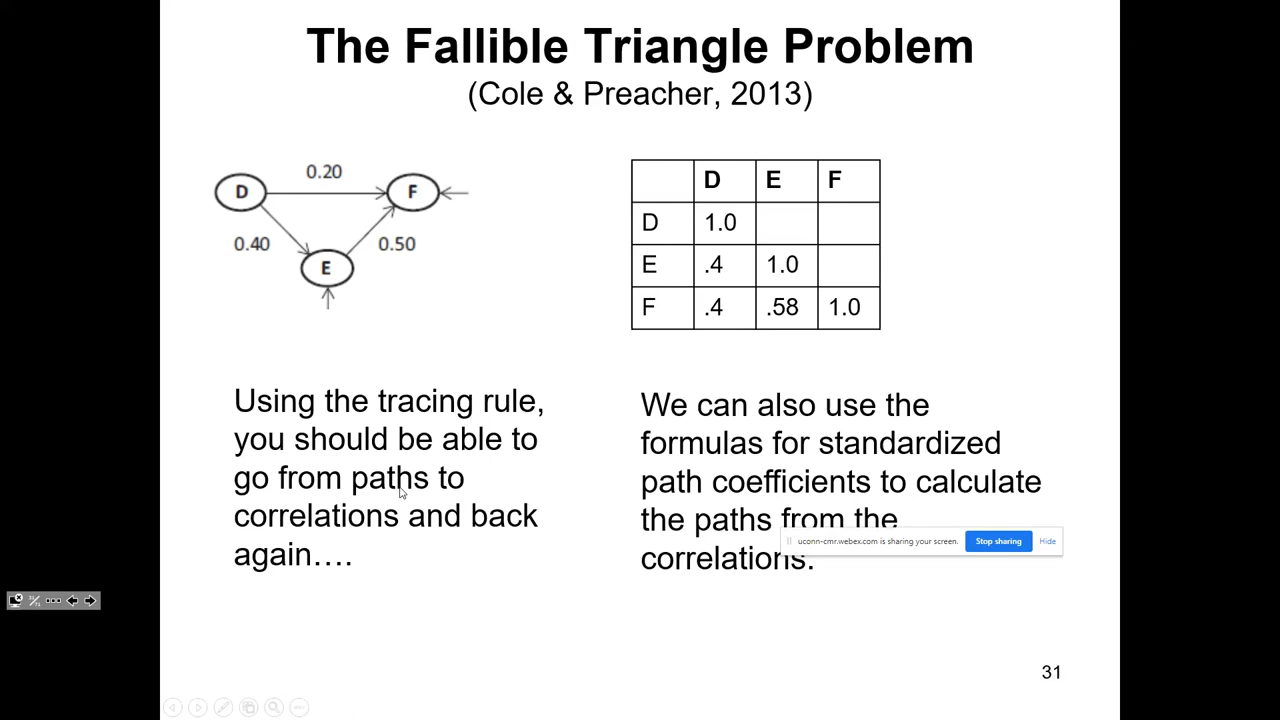 The Fallible Triangle Problem
(Cole & Preacher, 2013)
0.20
D
F
0.40
0.50
E
D E F
D 1.0
E .4 1.0
F .4 .58 1.0
Using the tracing rule,
you should be able to
go from paths to
correlations and back
again….
We can also use the
formulas for standardized
path coefficients to calculate
the paths from the
correlations.
uconn-cmr.webex.com is sharing your screen. Stop sharing Hide
31